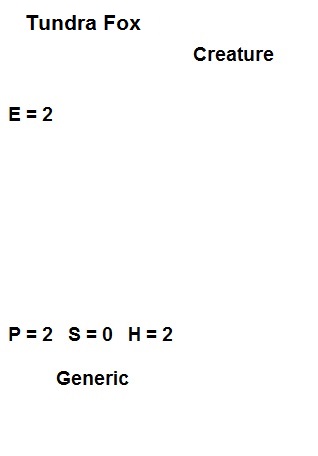 Tundra Fox
Creature
E = 2
P = 2 S = 0 H = 2
Generic